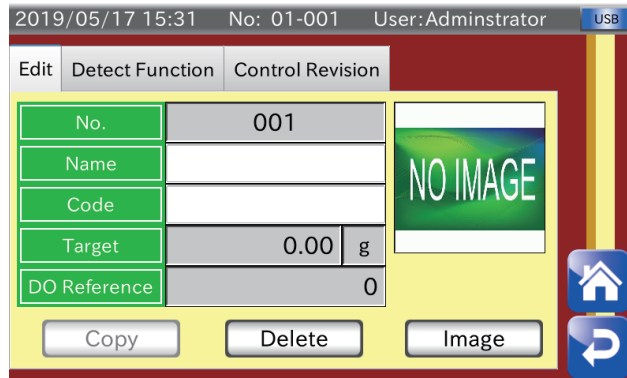 2019/05/17 15:31 No: 01-001 User:Adminstrator USB
Edit Detect Function Control Revision
No. 001
Name
Code
Target 0.00 g
DO Reference 0
NO IMAGE
Copy Delete Image